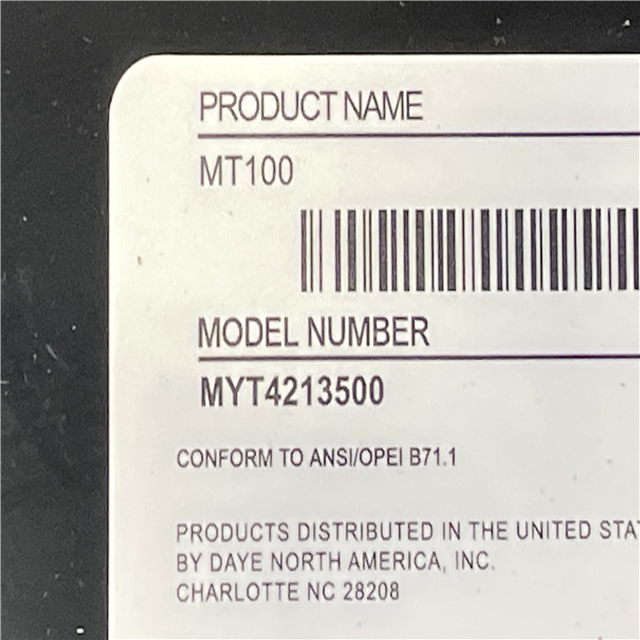 PRODUCT NAME
MT100
MODEL NUMBER
MYT4213500
CONFORM TO ANSI/OPEI B71.1
PRODUCTS DISTRIBUTED IN THE UNITED
BY DAYE NORTH AMERICA, INC.
CHARLOTTE NC 28208